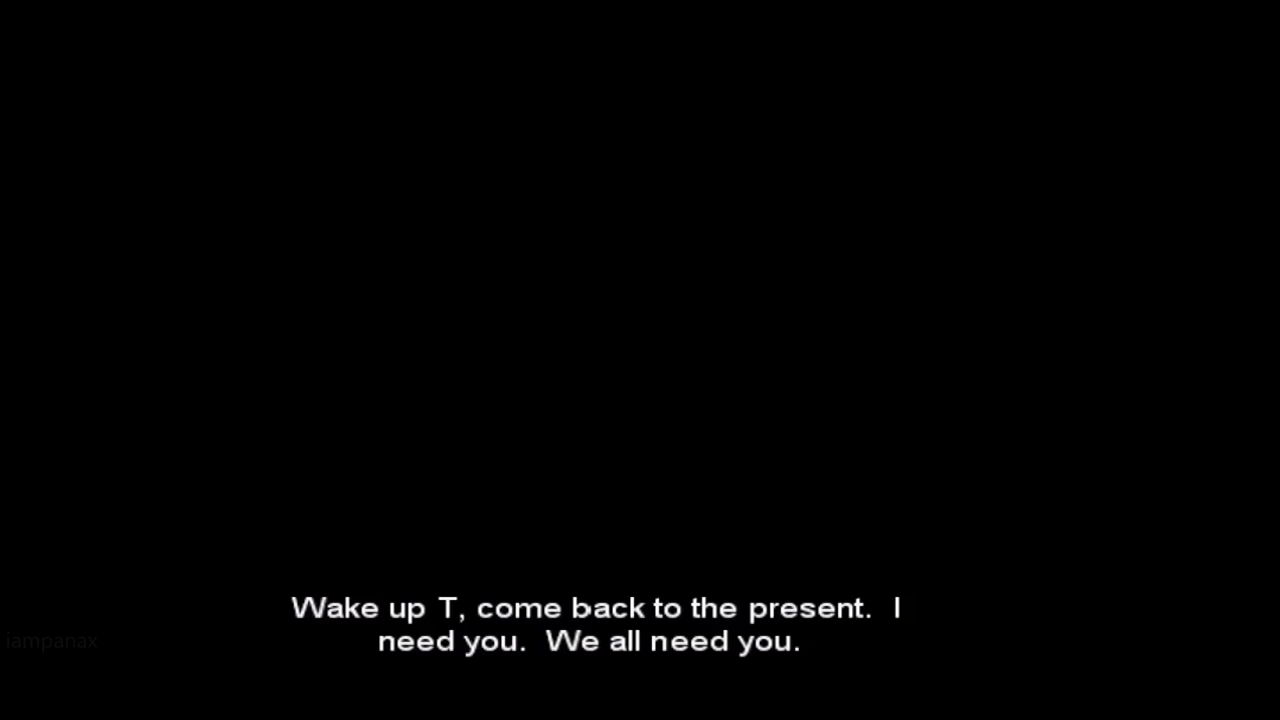 Wake up T, come back to the present.  I
need you.  We all need you.
iampanax